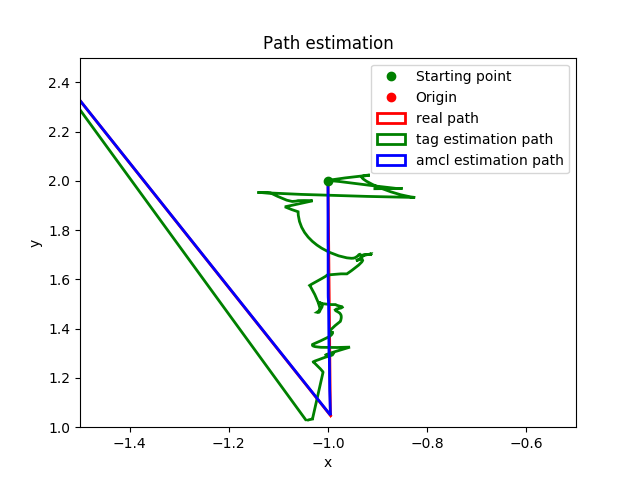 Path estimation
Starting point
Origin
real path
tag estimation path
amcl estimation path
y
2.4
2.2
2.0
1.8
1.6
1.4
1.2
1.0
−1.4
−1.2
−1.0
−0.8
−0.6
x